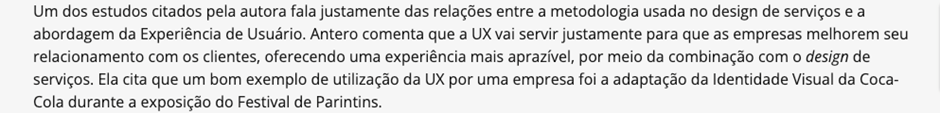 Um dos estudos citados pela autora fala justamente das relações entre a metodologia usada no design de serviços e a
abordagem da Experiência de Usuário. Antero comenta que a UX vai servir justamente para que as empresas melhorem seu
relacionamento com os clientes, oferecendo uma experiência mais aprazível, por meio da combinação com o design de
serviços. Ela cita que um bom exemplo de utilização da UX por uma empresa foi a adaptação da Identidade Visual da Coca-
Cola durante a exposição do Festival de Parintins.